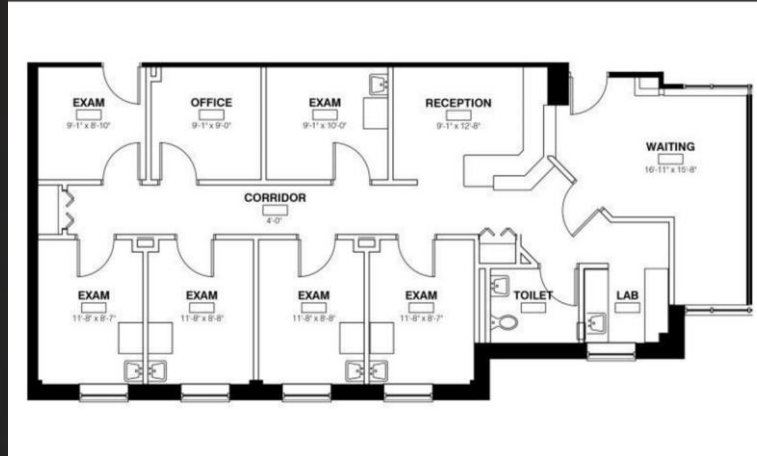 EXAM
9'-1" x 8'-10"
OFFICE
9'-1" x 9'-0"
EXAM
9'-1" x 10'-0"
RECEPTION
9'-1" x 12'-8"
WAITING
16'-11" x 15'-8"
CORRIDOR
4'-0"
EXAM
11'-8" x 8'-7"
EXAM
11'-8" x 8'-8"
EXAM
11'-8" x 8'-8"
EXAM
11'-8" x 8'-7"
TOILET
LAB